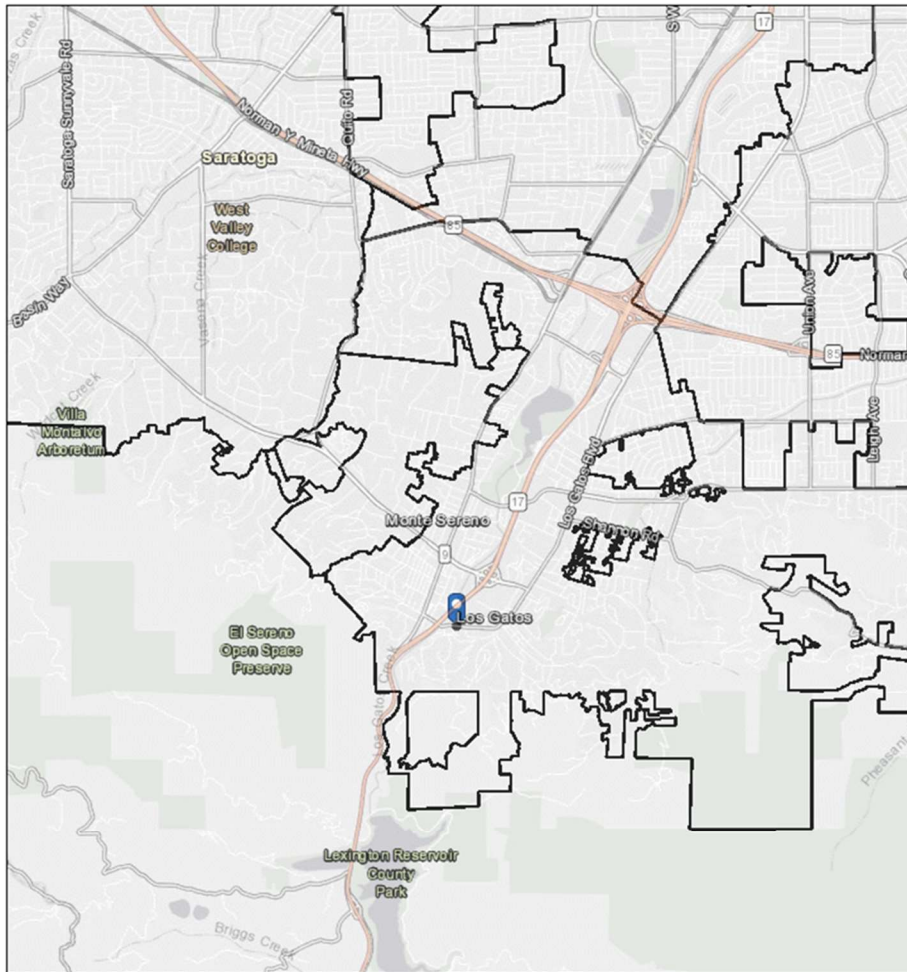 17
Saratoga Sunnyvale Rd
Quito Rd
Norman Y. Mineta Hwy
Saratoga
West
Valley
College
85
Vasona Creek
Union Ave
85
Norman
Villa
Montalvo
Arboretum
Leigh Ave
Los Gatos Blvd
17
Monte Sereno
Shannon Rd
9
Los Gatos
El Sereno
Open Space
Preserve
Los Gatos Creek
Pheasant
Lexington Reservoir
County
Park
Briggs Creek